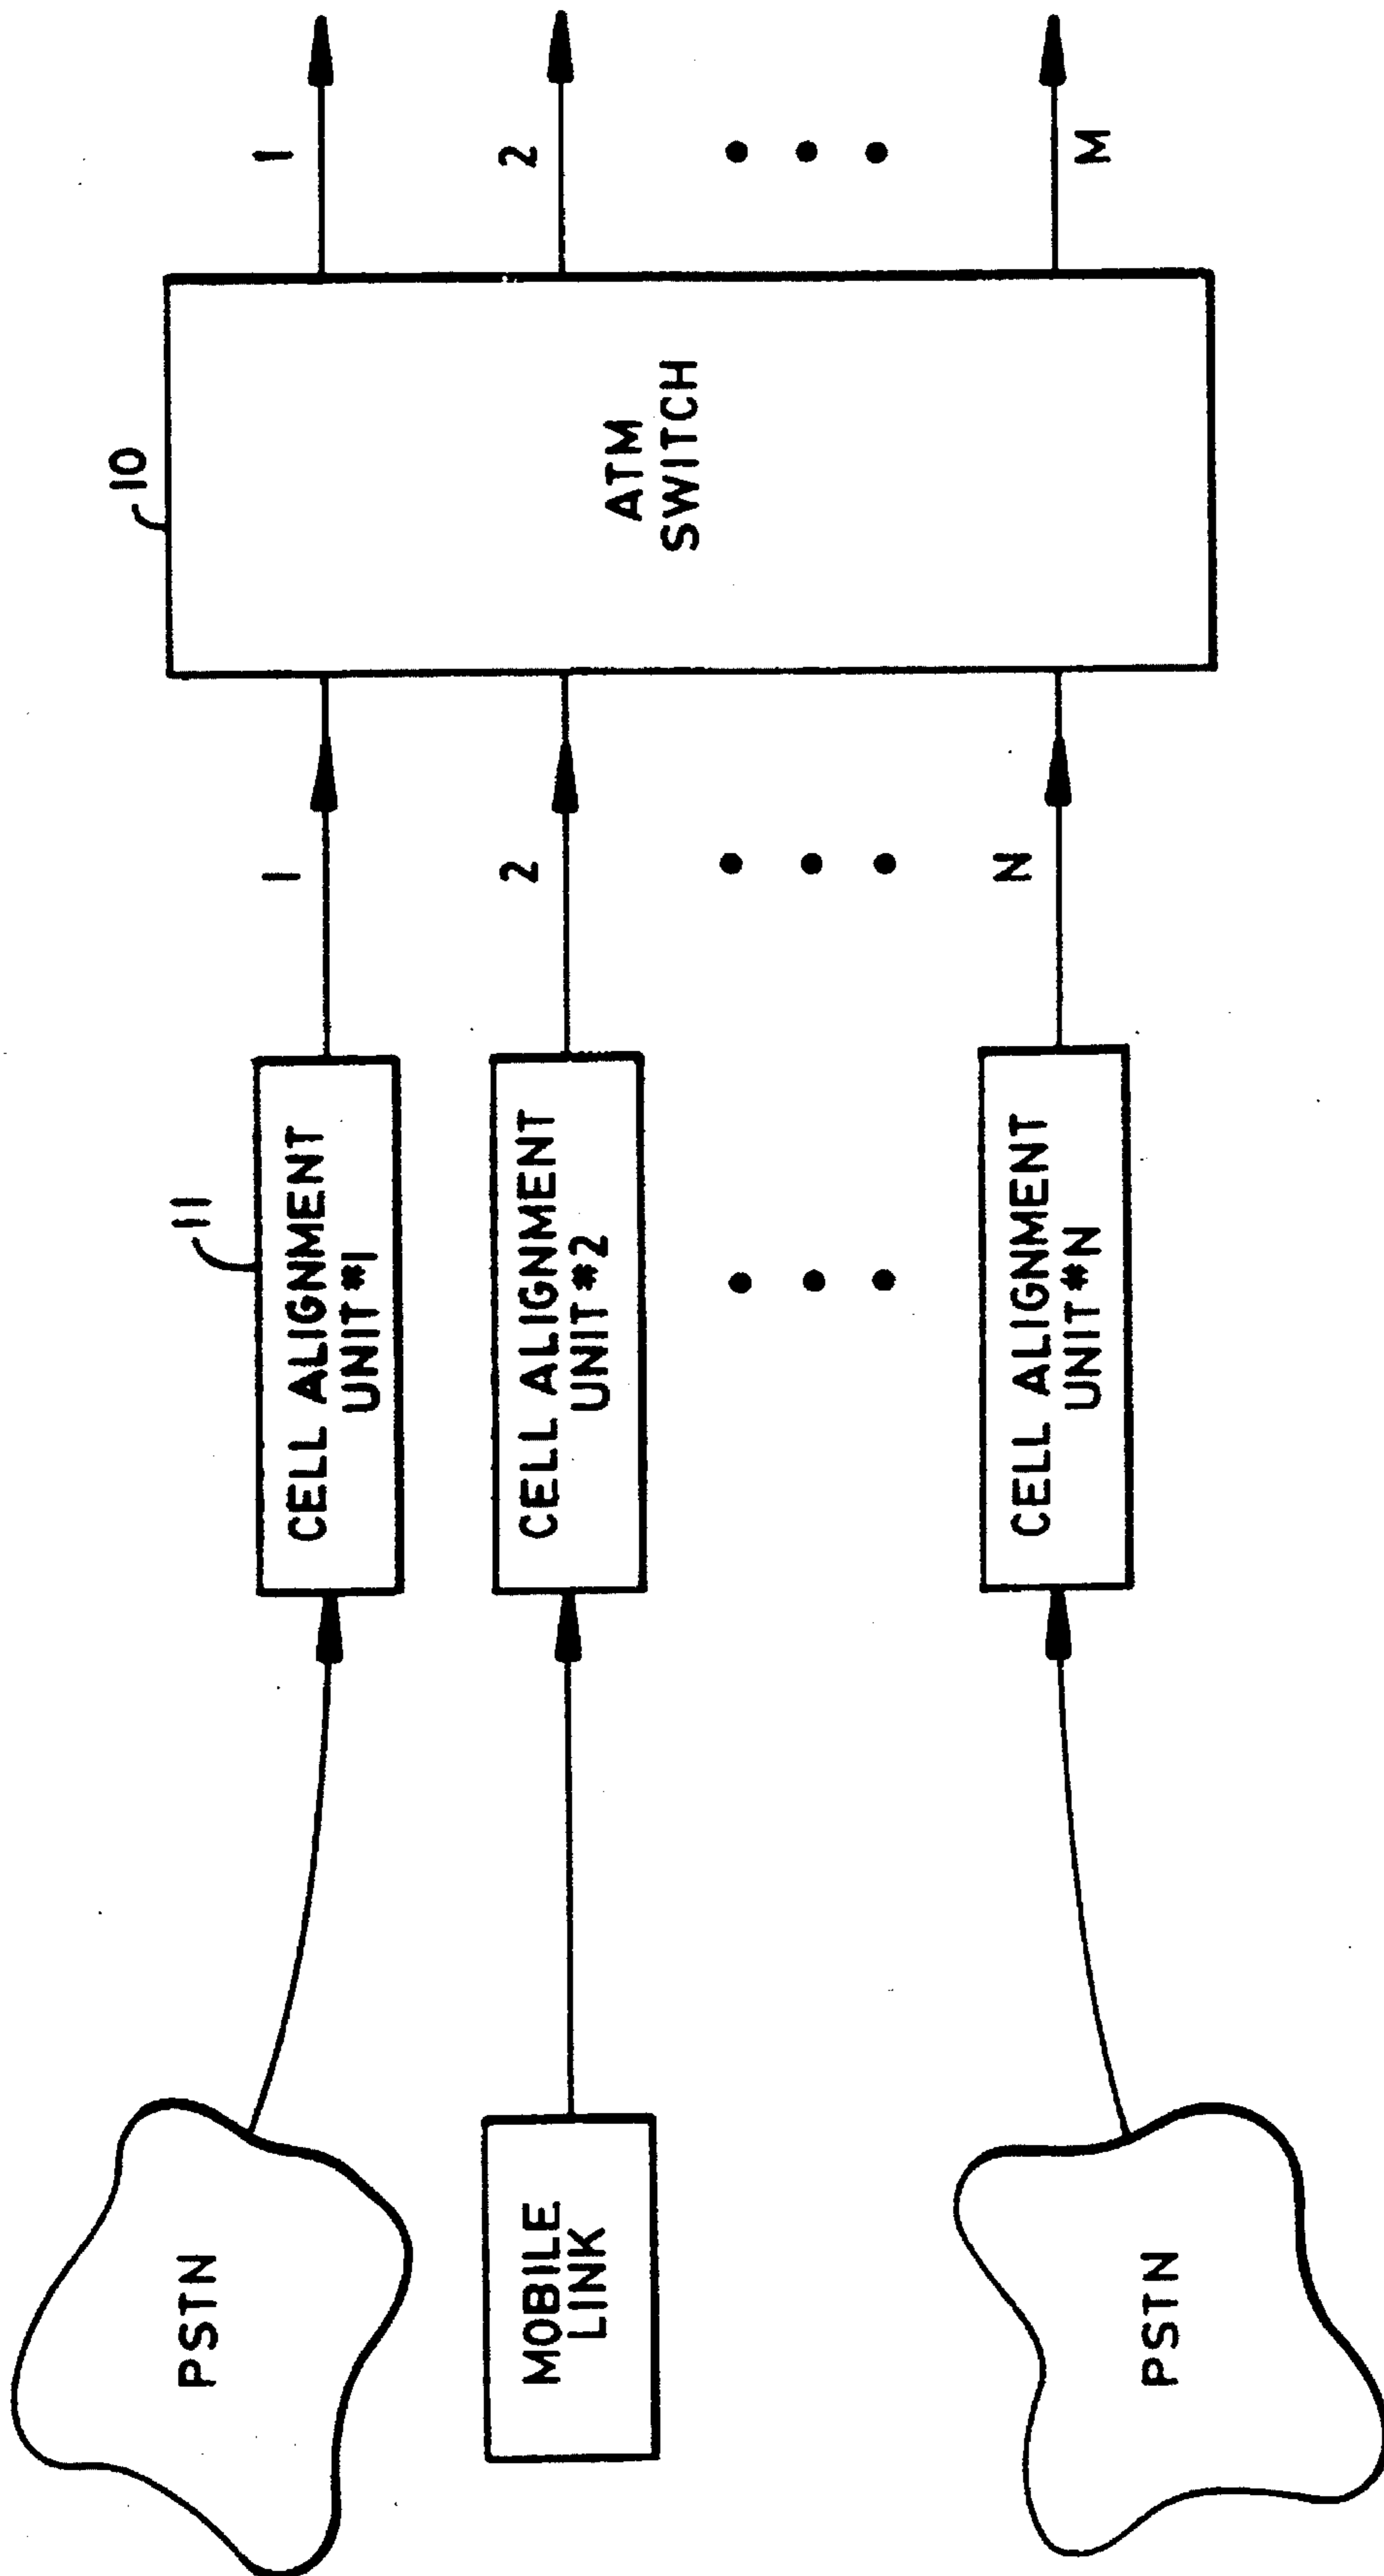 PSTN
11
CELL ALIGNMENT
UNIT #1
1
10
1
MOBILE
LINK
CELL ALIGNMENT
UNIT #2
2
ATM
SWITCH
2
PSTN
CELL ALIGNMENT
UNIT #N
N
M